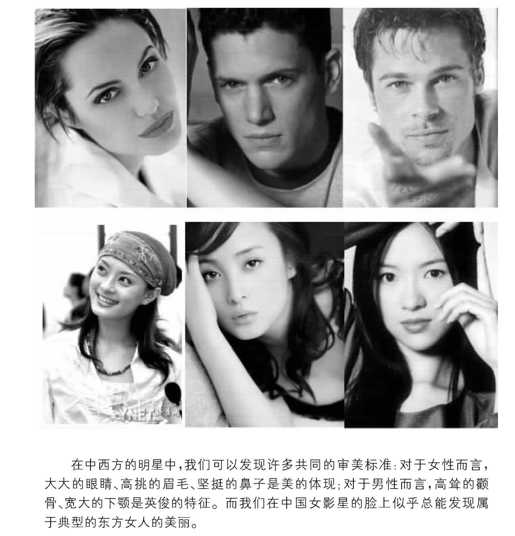 YNET
在中西方的明星中,我们可以发现许多共同的审美标准:对于女性而言,
大大的眼睛、高挑的眉毛、坚挺的鼻子是美的体现;对于男性而言,高耸的颧
骨、宽大的下颚是英俊的特征。而我们在中国女影星的脸上似乎总能发现属
于典型的东方女人的美丽。